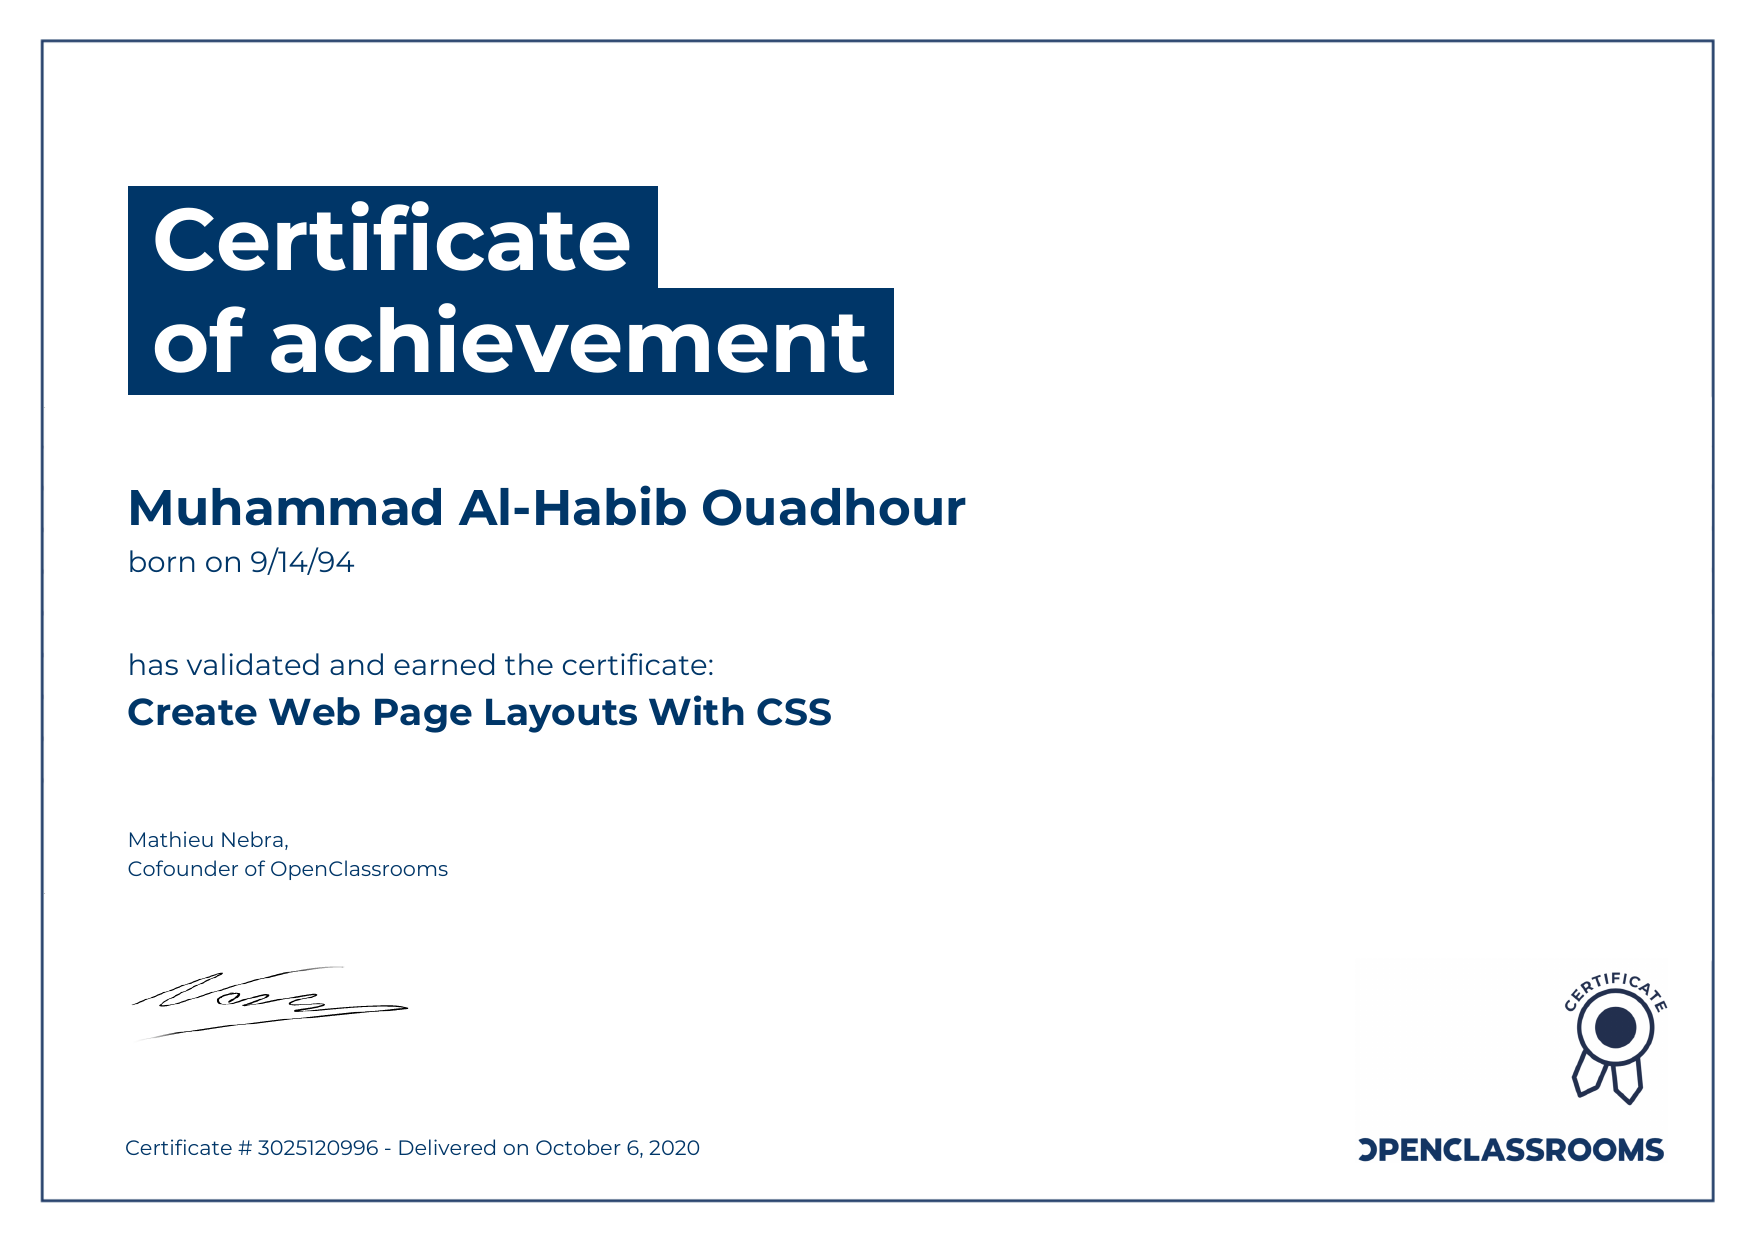 Certificate
of achievement
Muhammad Al-Habib Ouadhour
born on 9/14/94
has validated and earned the certificate:
Create Web Page Layouts With CSS
Mathieu Nebra,
Cofounder of OpenClassrooms
CERTIFICATE
Certificate # 3025120996 - Delivered on October 6, 2020
OPENCLASSROOMS